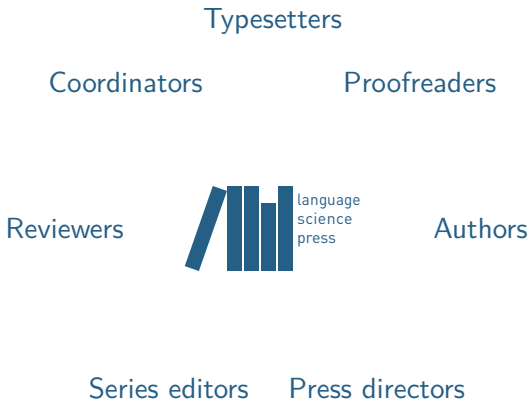 Typesetters
Coordinators
Proofreaders
language
science
press
Reviewers
Authors
Series editors
Press directors